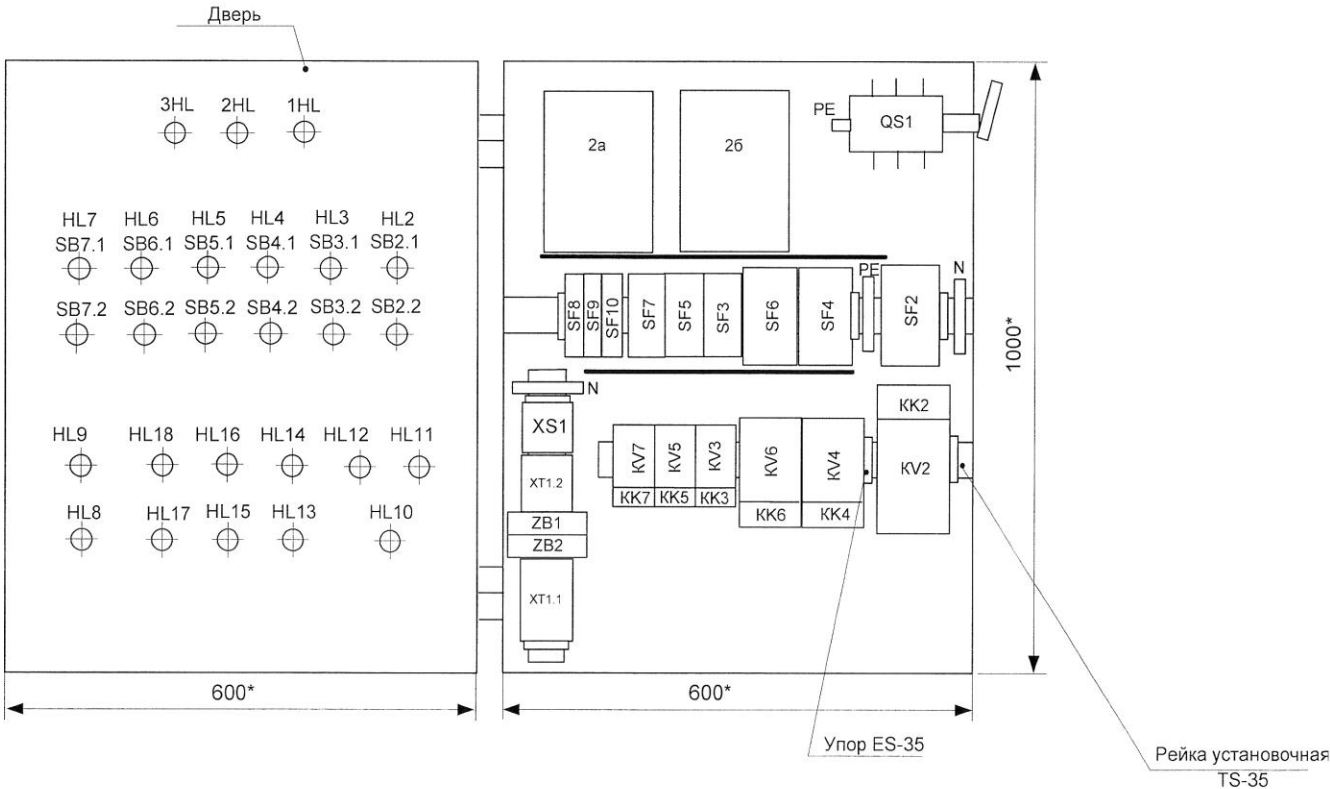 Дверь
3HL 2HL 1HL
HL7 HL6 HL5 HL4 HL3 HL2
SB7.1 SB6.1 SB5.1 SB4.1 SB3.1 SB2.1
SB7.2 SB6.2 SB5.2 SB4.2 SB3.2 SB2.2
HL9 HL18 HL16 HL14 HL12 HL11
HL8 HL17 HL15 HL13 HL10
600*
2а 2б
PE QS1
SF8 SF9 SF10 SF7 SF5 SF3 SF6 SF4 PE SF2 N
N
XS1
XT1.2
ZB1
ZB2
XT1.1
KV7 KV5 KV3 KV6 KV4 KK2
KV2
KK7 KK5 KK3 KK6 KK4
1000*
600*
Упор ES-35
Рейка установочная
TS-35